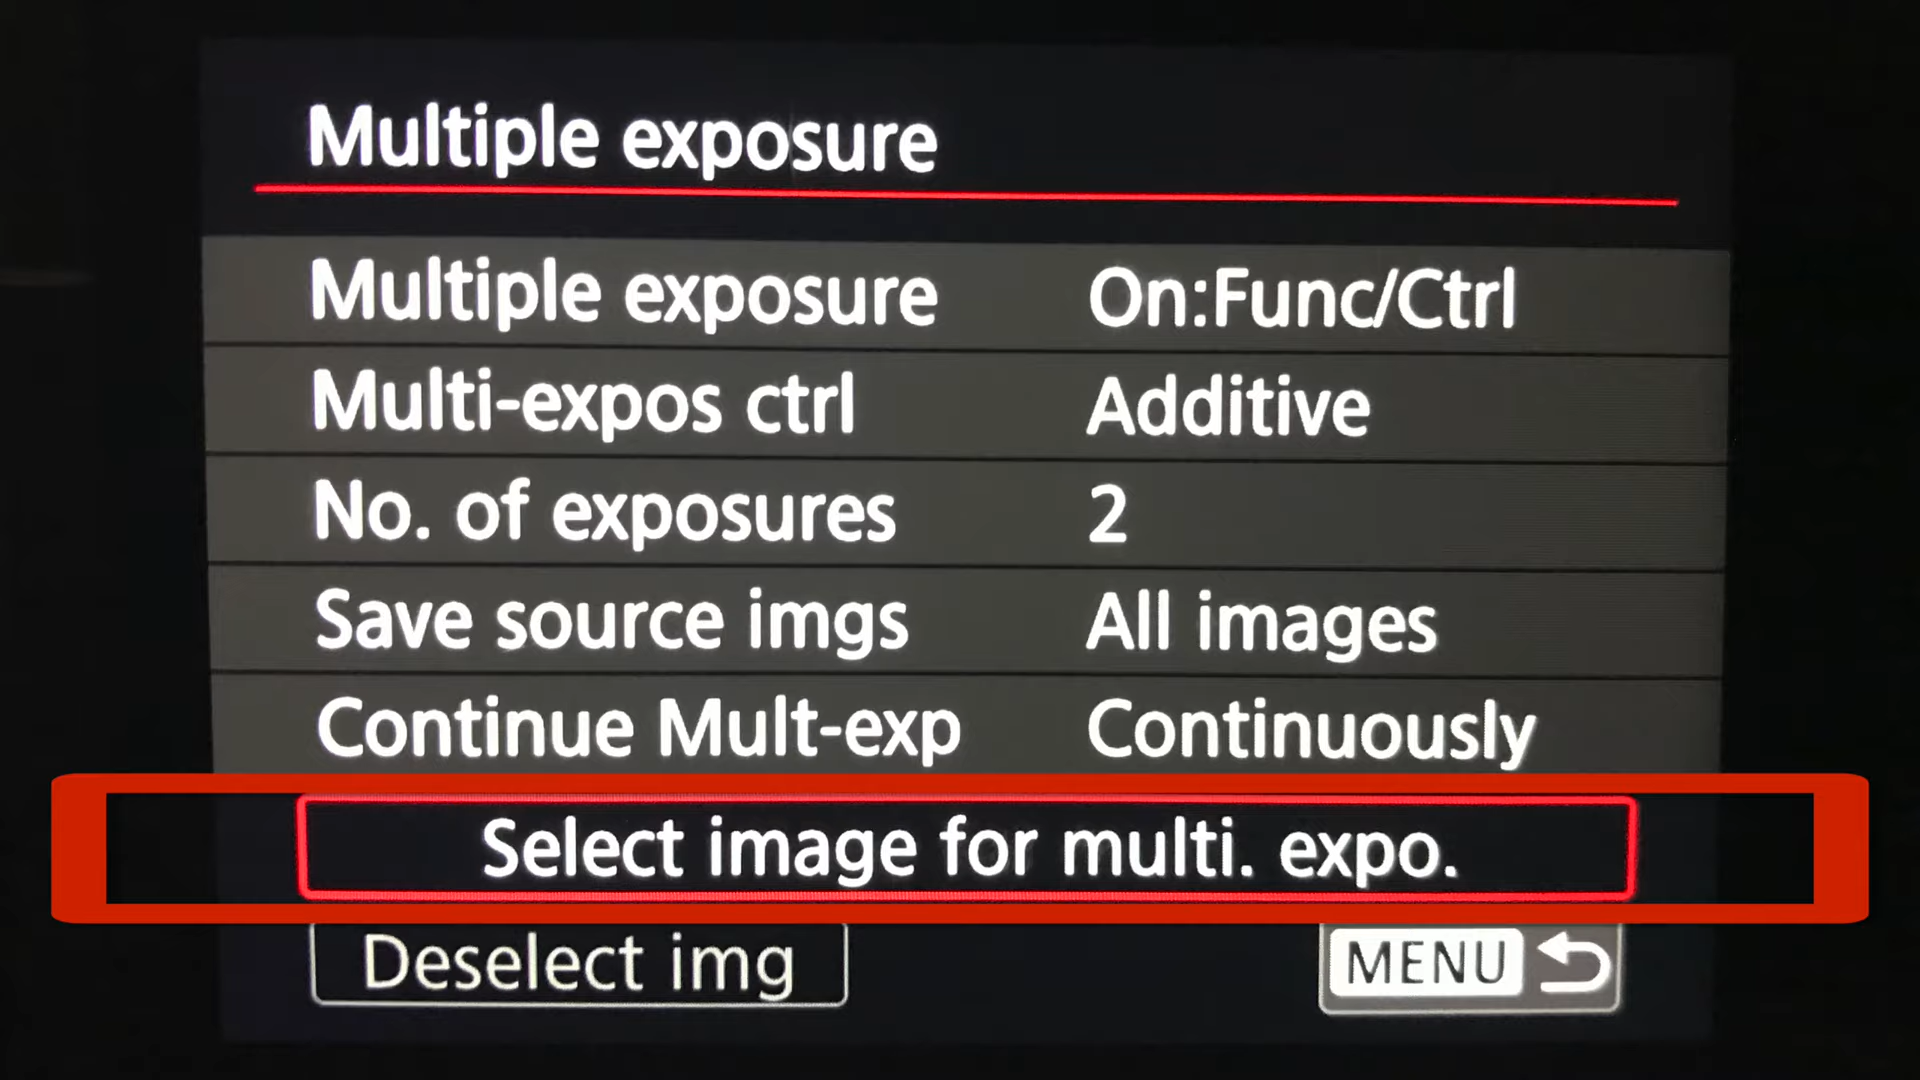 Multiple exposure
Multiple exposure On:Func/Ctrl
Multi-expos ctrl Additive
No. of exposures 2
Save source imgs All images
Continue Mult-exp Continuously
Select image for multi. expo.
Deselect img MENU